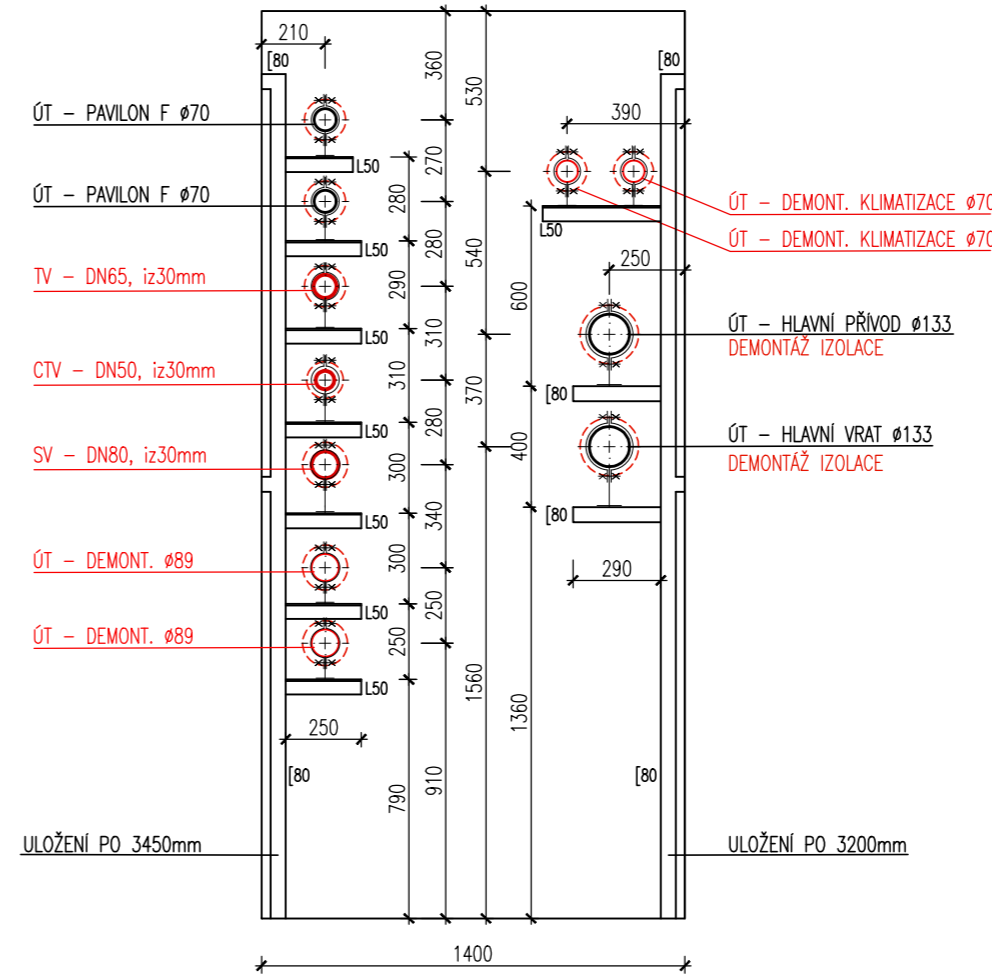 210
[80
[80
360
530
390
ÚT – PAVILON F ø70
L50
270
ÚT – PAVILON F ø70
280
L50
280
540
L50
ÚT – DEMONT. KLIMATIZACE ø70
ÚT – DEMONT. KLIMATIZACE ø70
250
TV – DN65, iz30mm
290
600
L50
310
ÚT – HLAVNÍ PŘÍVOD ø133
DEMONTÁŽ IZOLACE
CTV – DN50, iz30mm
310
370
[80
L50
280
400
ÚT – HLAVNÍ VRAT ø133
DEMONTÁŽ IZOLACE
SV – DN80, iz30mm
300
L50
340
[80
ÚT – DEMONT. ø89
300
290
L50
250
ÚT – DEMONT. ø89
250
L50
1560
1360
250
[80
[80
790
910
ULOŽENÍ PO 3450mm
ULOŽENÍ PO 3200mm
1400